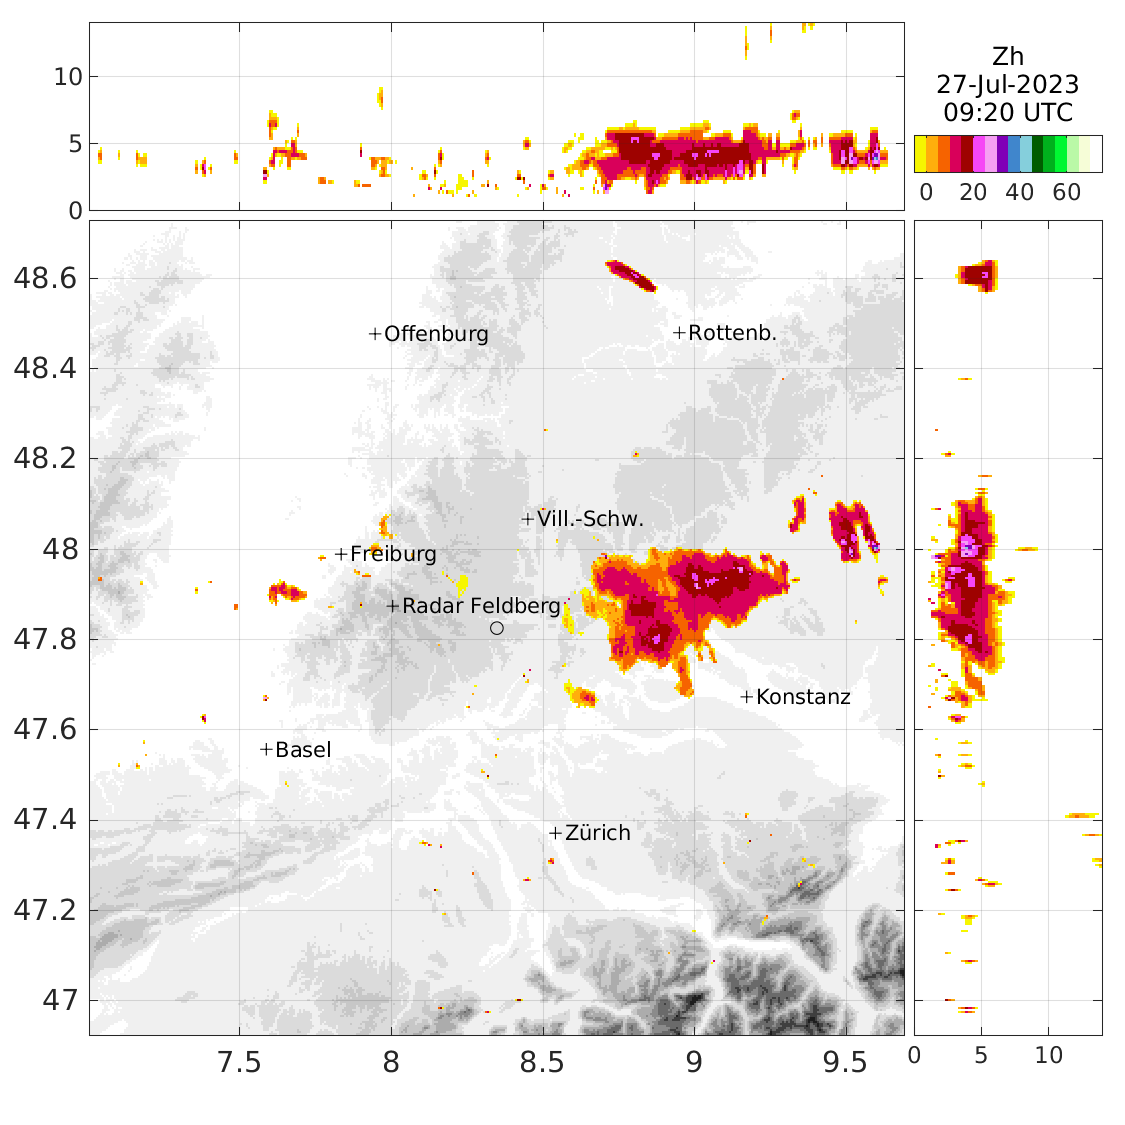 10
5
0
Zh
27-Jul-2023
09:20 UTC
0 20 40 60
48.6
48.4
48.2
48
47.8
47.6
47.4
47.2
47
Offenburg
Rottenb.
Vill.-Schw.
Freiburg
Radar Feldberg
Konstanz
Basel
Zürich
7.5 8 8.5 9 9.5
0 5 10